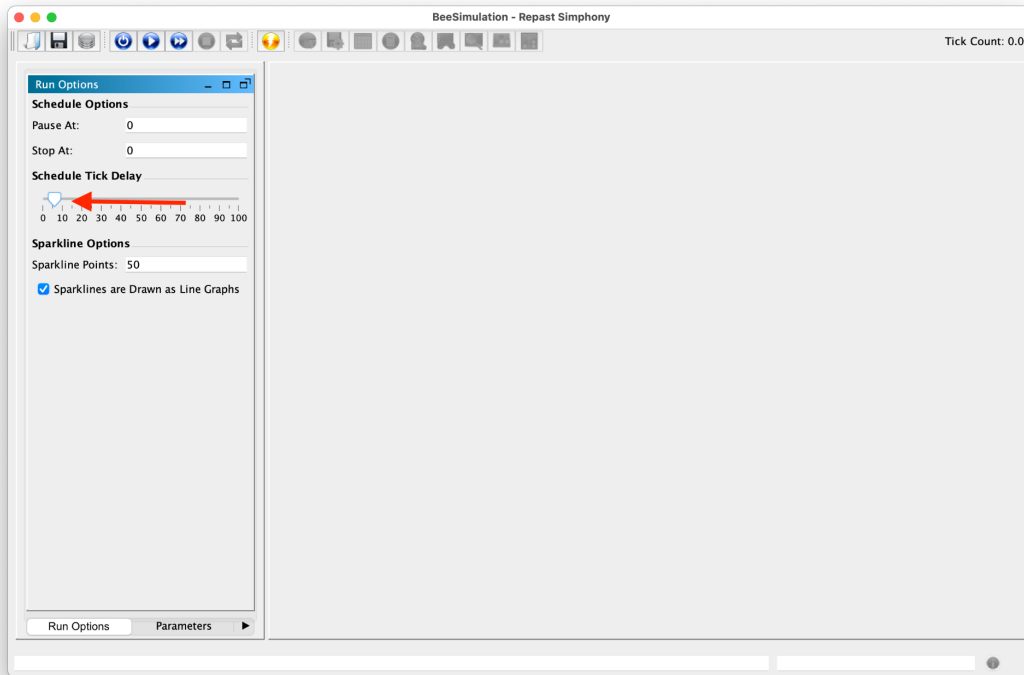 BeeSimulation - Repast Simphony
Tick Count: 0.0
Run Options
Schedule Options
Pause At: 0
Stop At: 0
Schedule Tick Delay
0 10 20 30 40 50 60 70 80 90 100
Sparkline Options
Sparkline Points: 50
Sparklines are Drawn as Line Graphs
Run Options Parameters